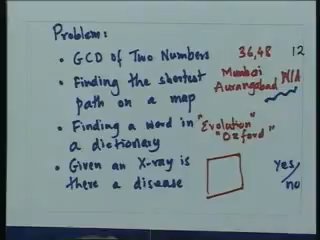 Problem:
• GCD of Two Numbers 36,48 12
• Finding the shortest Mumbai
path on a map Aurangabad
• Finding a word in "Evolution"
a dictionary "Oxford"
• Given an X-ray is yes/
there a disease no